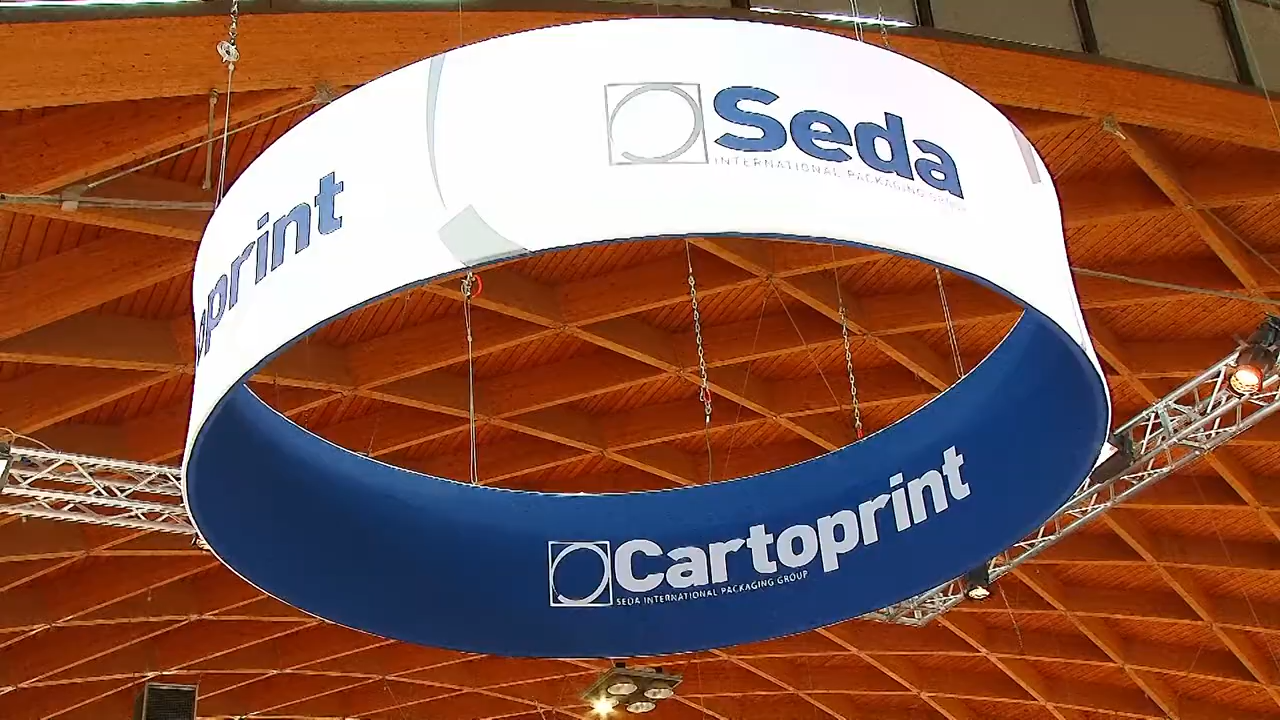 Seda
INTERNATIONAL PACKAGING GROUP
print
Cartoprint
SEDA INTERNATIONAL PACKAGING GROUP